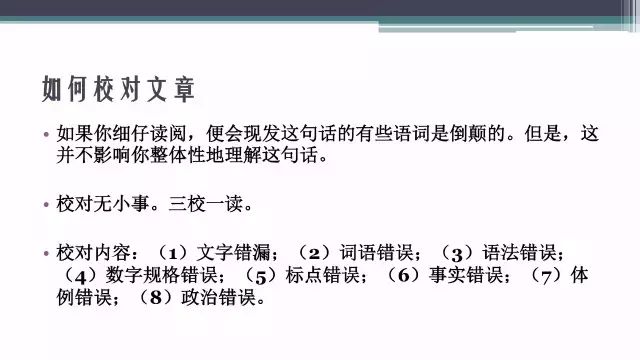 如何校对文章
• 如果你细仔读阅，便会现发这句话的有些语词是倒颠的。但是，这
并不影响你整体性地理解这句话。
• 校对无小事。三校一读。
• 校对内容：（1）文字错漏；（2）词语错误；（3）语法错误；
（4）数字规格错误；（5）标点错误；（6）事实错误；（7）体
例错误；（8）政治错误。